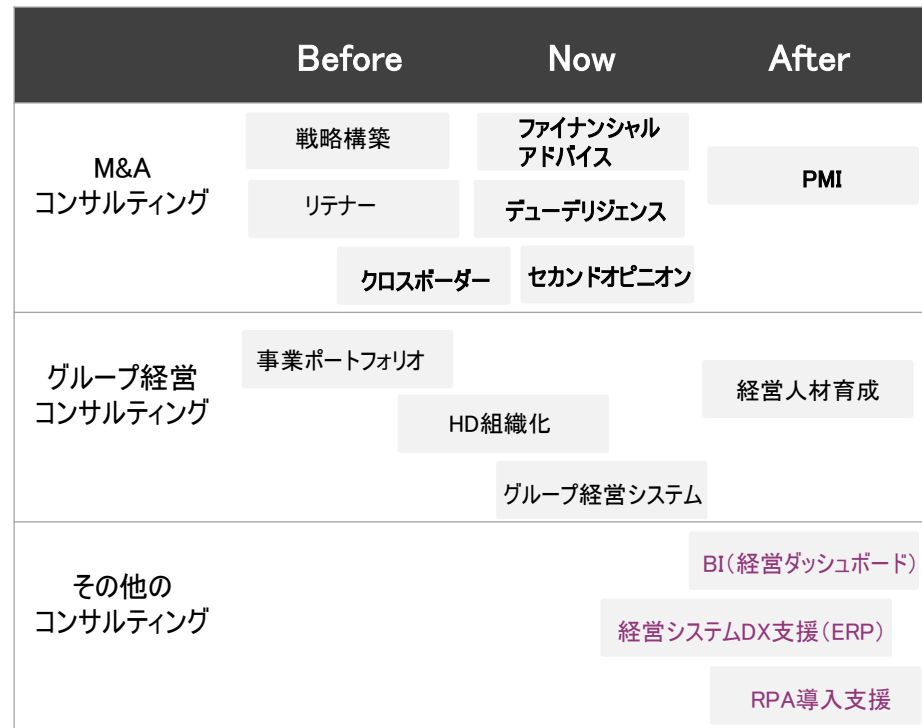 Before Now After
M&A
コンサルティング
戦略構築
ファイナンシャル
アドバイス
PMI
リテナー
デューデリジェンス
クロスボーダー
セカンドオピニオン
グループ経営
コンサルティング
事業ポートフォリオ
経営人材育成
HD組織化
グループ経営システム
その他の
コンサルティング
BI(経営ダッシュボード)
経営システムDX支援(ERP)
RPA導入支援